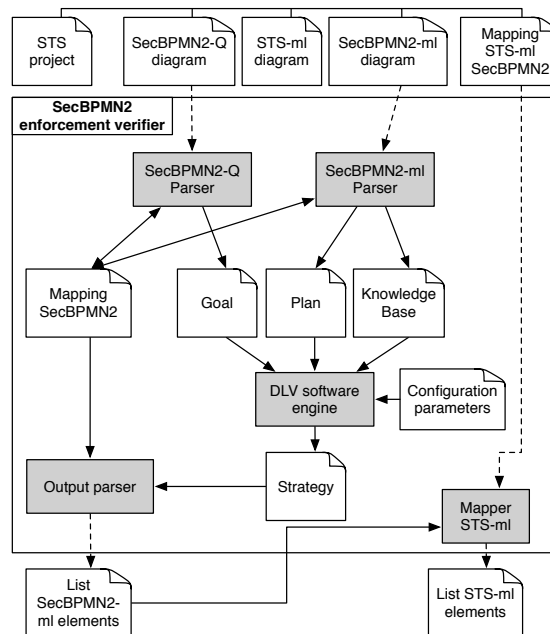 STS
project
SecBPMN2-Q
diagram
STS-ml
diagram
SecBPMN2-ml
diagram
Mapping
STS-ml
SecBPMN2
SecBPMN2
enforcement verifier
SecBPMN2-Q
Parser
SecBPMN2-ml
Parser
Mapping
SecBPMN2
Goal
Plan
Knowledge
Base
DLV software
engine
Configuration
parameters
Output parser
Strategy
Mapper
STS-ml
List
SecBPMN2-
ml elements
List STS-ml
elements